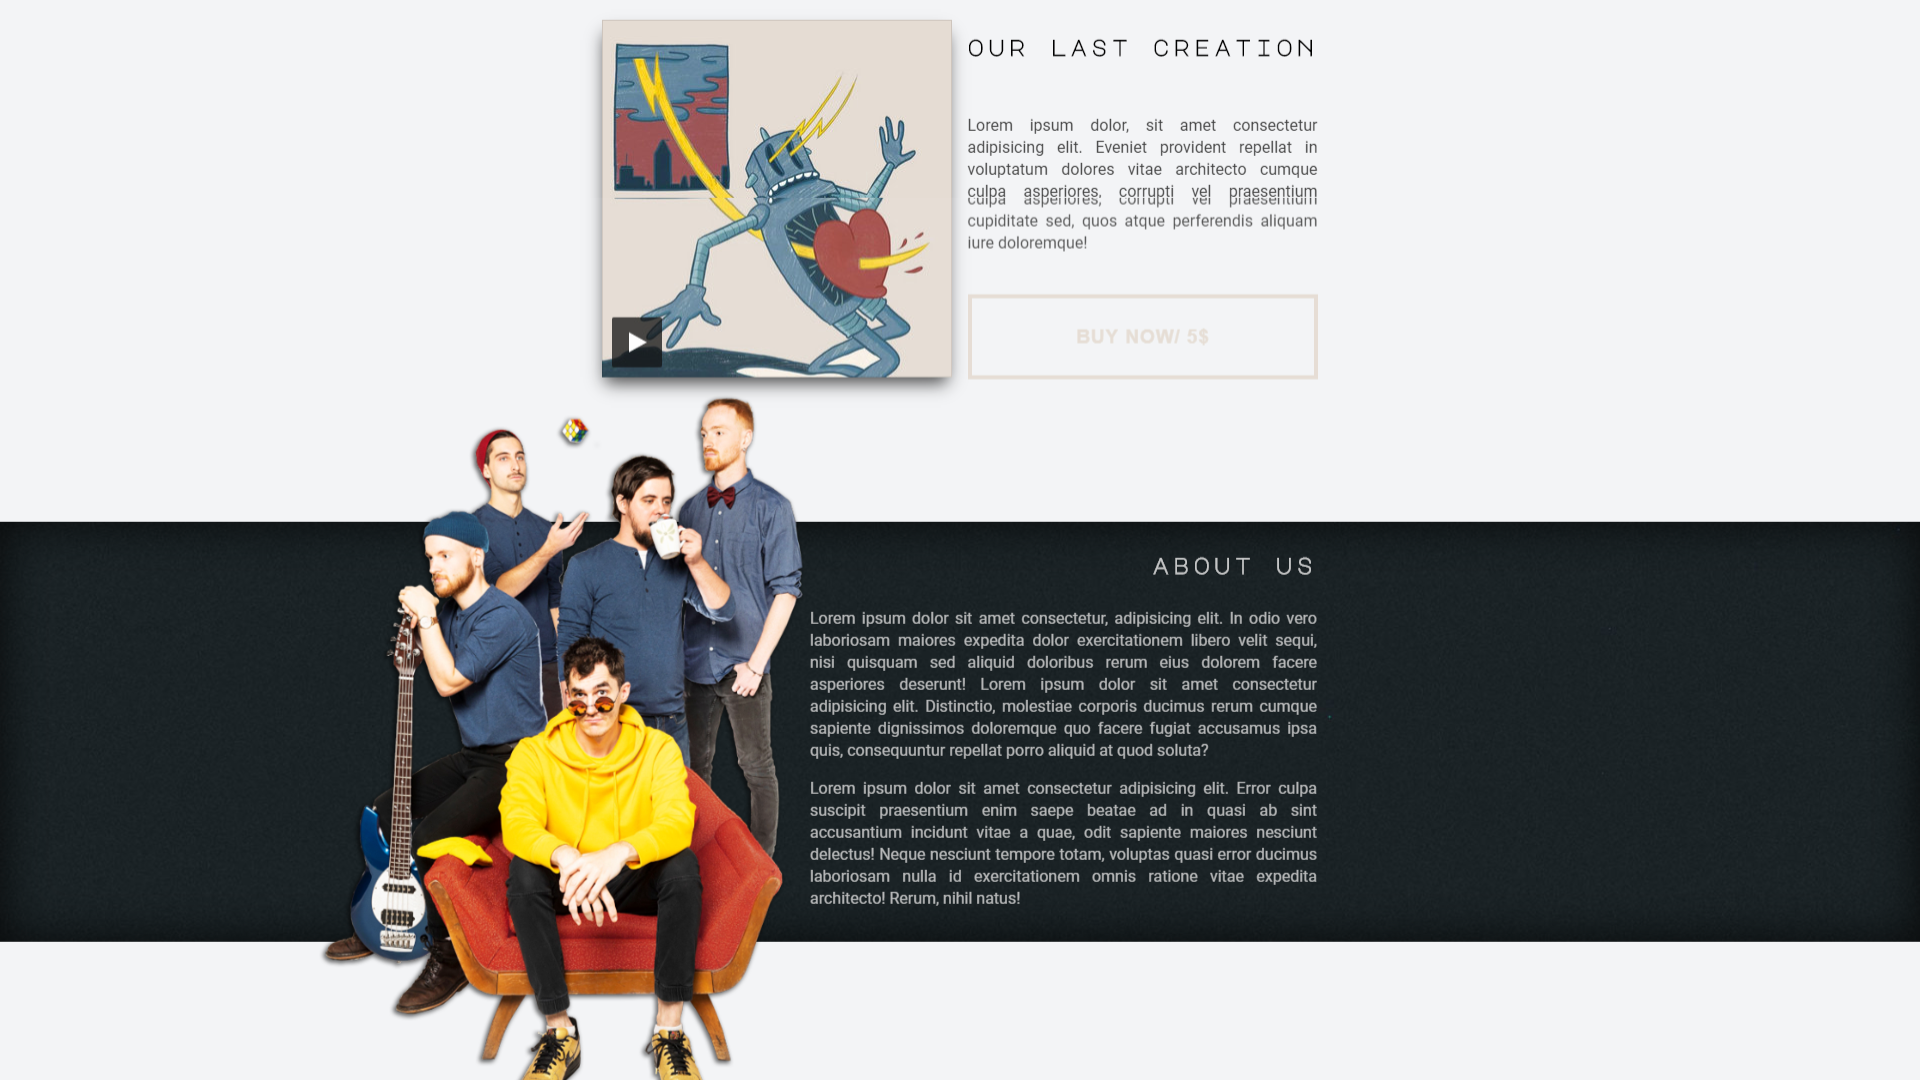 OUR LAST CREATION
Lorem ipsum dolor, sit amet consectetur
adipisicing elit. Eveniet provident repellat in
voluptatum dolores vitae architecto cumque
culpa asperiores, corrupti vel praesentium
cupiditate sed, quos atque perferendis aliquam
iure doloremque!
BUY NOW/ 5$
ABOUT US
Lorem ipsum dolor sit amet consectetur, adipisicing elit. In odio vero
laboriosam maiores expedita dolor exercitationem libero velit sequi,
nisi quisquam sed aliquid doloribus rerum eius dolorem facere
asperiores deserunt! Lorem ipsum dolor sit amet consectetur
adipisicing elit. Distinctio, molestiae corporis ducimus rerum cumque
sapiente dignissimos doloremque quo facere fugiat accusamus ipsa
quis, consequuntur repellat porro aliquid at quod soluta?
Lorem ipsum dolor sit amet consectetur adipisicing elit. Error culpa
suscipit praesentium enim saepe beatae ad in quasi ab sint
accusantium incidunt vitae a quae, odit sapiente maiores nesciunt
delectus! Neque nesciunt tempore totam, voluptas quasi error ducimus
laboriosam nulla id exercitationem omnis ratione vitae expedita
architecto! Rerum, nihil natus!